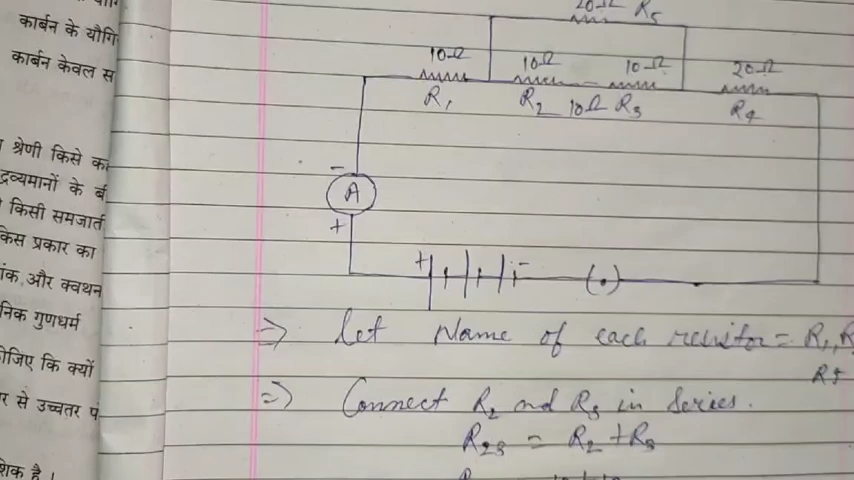 कार्बन के यौगि
कार्बन केवल स
श्रेणी किसे क
द्रव्यमानों के
किसी समजात
किस प्रकार का
और क्वथन
गुणधर्म
कि क्यों
से उच्चतर
है।
20Ω R5
10Ω 10Ω 10Ω 20Ω
R1 R2 10Ω R3 R4
-
A
+
+ -
(.)
=> Let Name of each resistor = R1,
R5
=> Connect R2 and R3 in Series.
R23 = R2 + R3